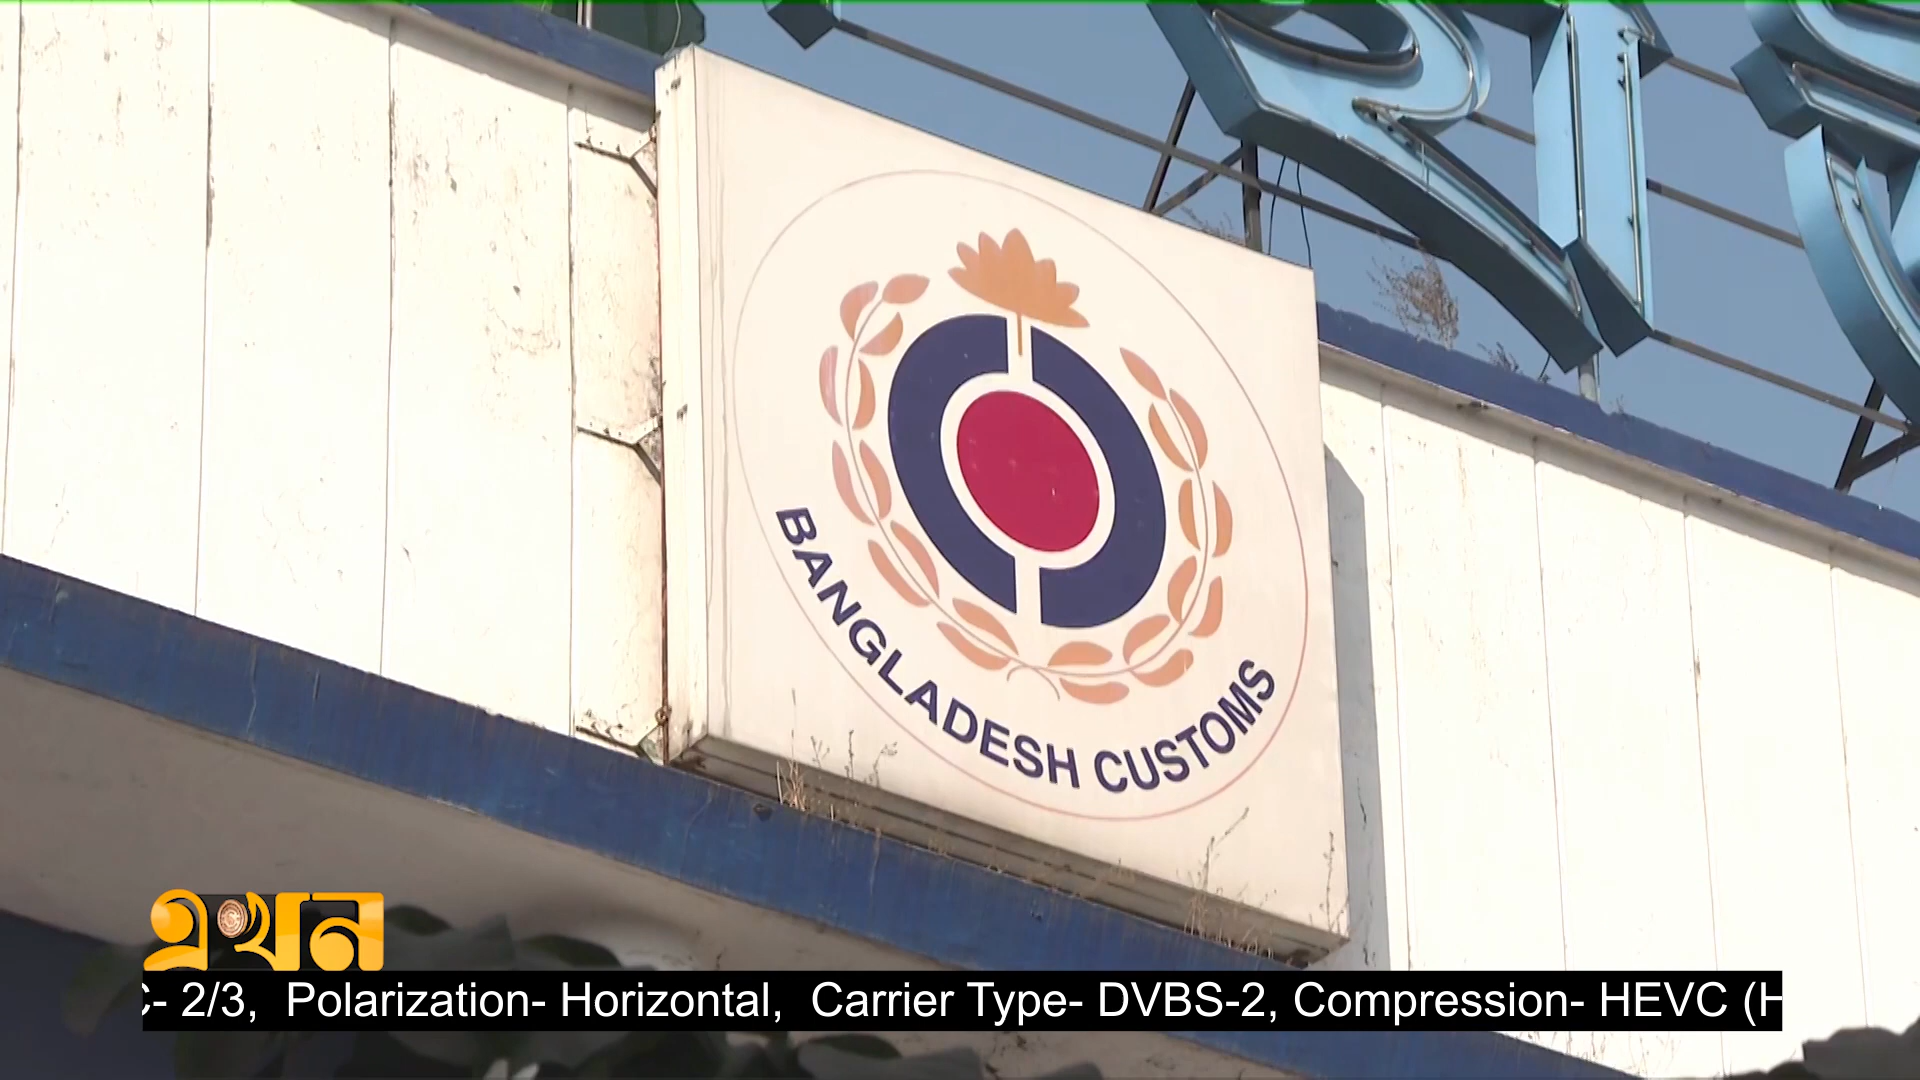 BANGLADESH CUSTOMS
এখন
C- 2/3, Polarization- Horizontal, Carrier Type- DVBS-2, Compression- HEVC (H